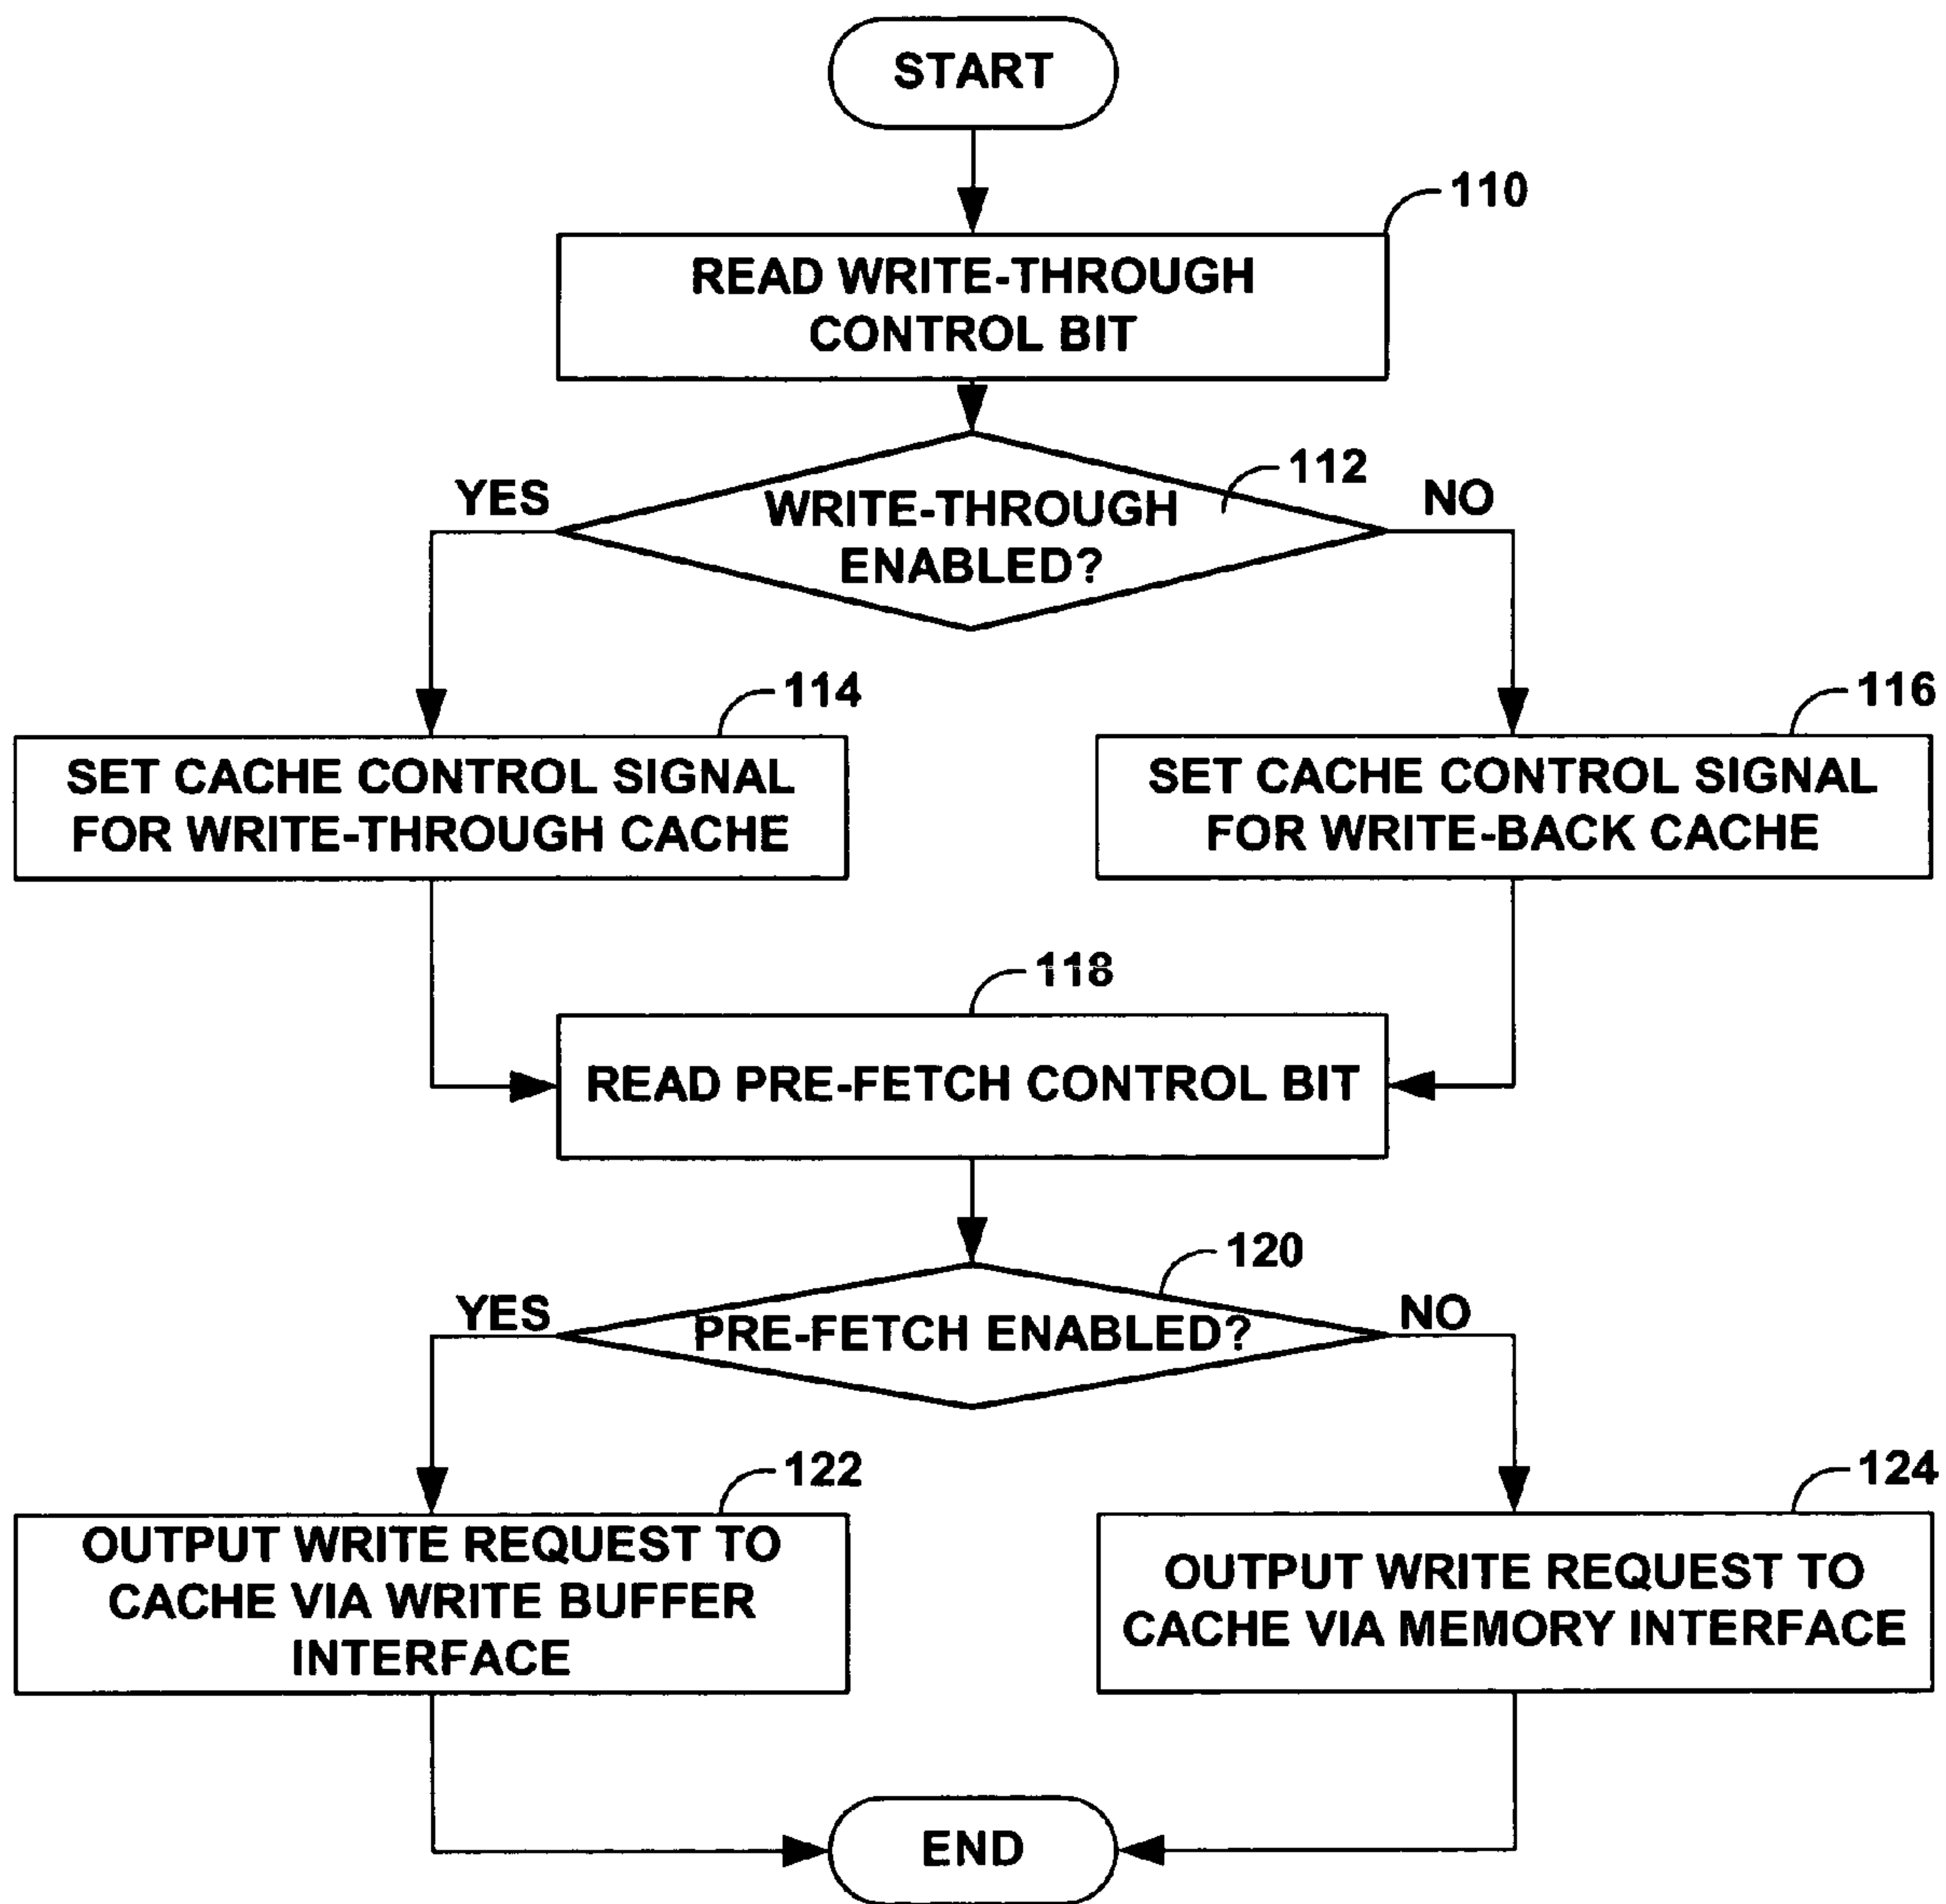 START
110
READ WRITE-THROUGH
CONTROL BIT
112
YES
NO
WRITE-THROUGH
ENABLED?
114
116
SET CACHE CONTROL SIGNAL
FOR WRITE-THROUGH CACHE
SET CACHE CONTROL SIGNAL
FOR WRITE-BACK CACHE
118
READ PRE-FETCH CONTROL BIT
120
YES
NO
PRE-FETCH ENABLED?
122
124
OUTPUT WRITE REQUEST TO
CACHE VIA WRITE BUFFER
INTERFACE
OUTPUT WRITE REQUEST TO
CACHE VIA MEMORY INTERFACE
END